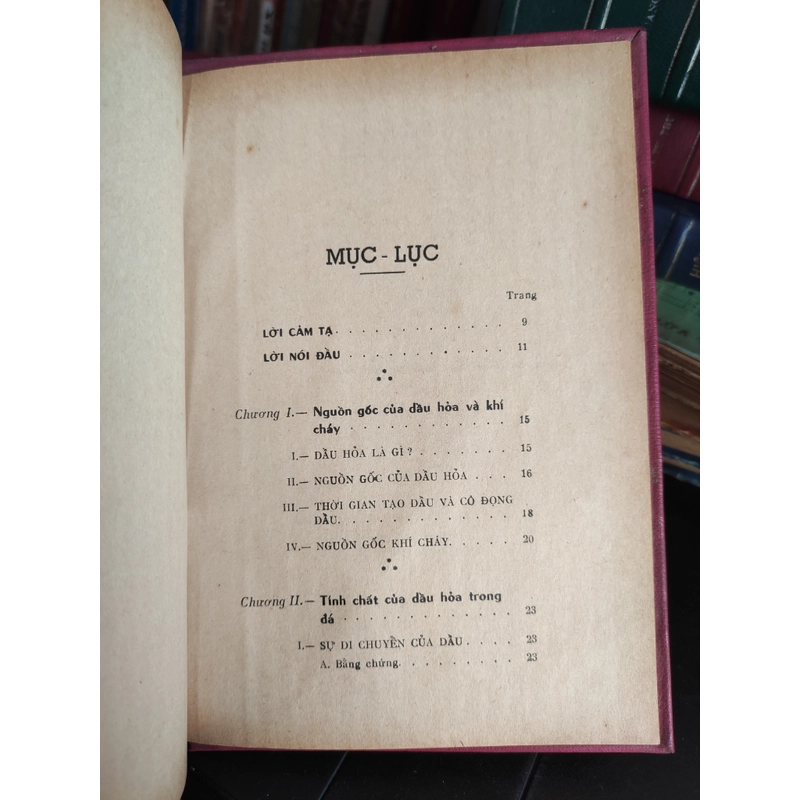 MỤC - LỤC
Trang
LỜI CẢM TẠ . . . . . . . . . . . . . 9
LỜI NÓI ĐẦU . . . . . . . . . . . . 11
Chương I.— Nguồn gốc của dầu hỏa và khí
cháy . . . . . . . . . . . . 15
I.— DẦU HỎA LÀ GÌ ? . . . . . . . 15
II.— NGUỒN GỐC CỦA DẦU HỎA . . . 16
III.— THỜI GIAN TẠO DẦU VÀ CÔ ĐỌNG
DẦU. . . . . . . . . . . . . 18
IV.— NGUỒN GỐC KHÍ CHÁY. . . . . 20
Chương II.— Tính chất của dầu hỏa trong
đá . . . . . . . . . . . . 23
I.— SỰ DI CHUYỂN CỦA DẦU . . . . 23
A. Bằng chứng. . . . . . . . . 23